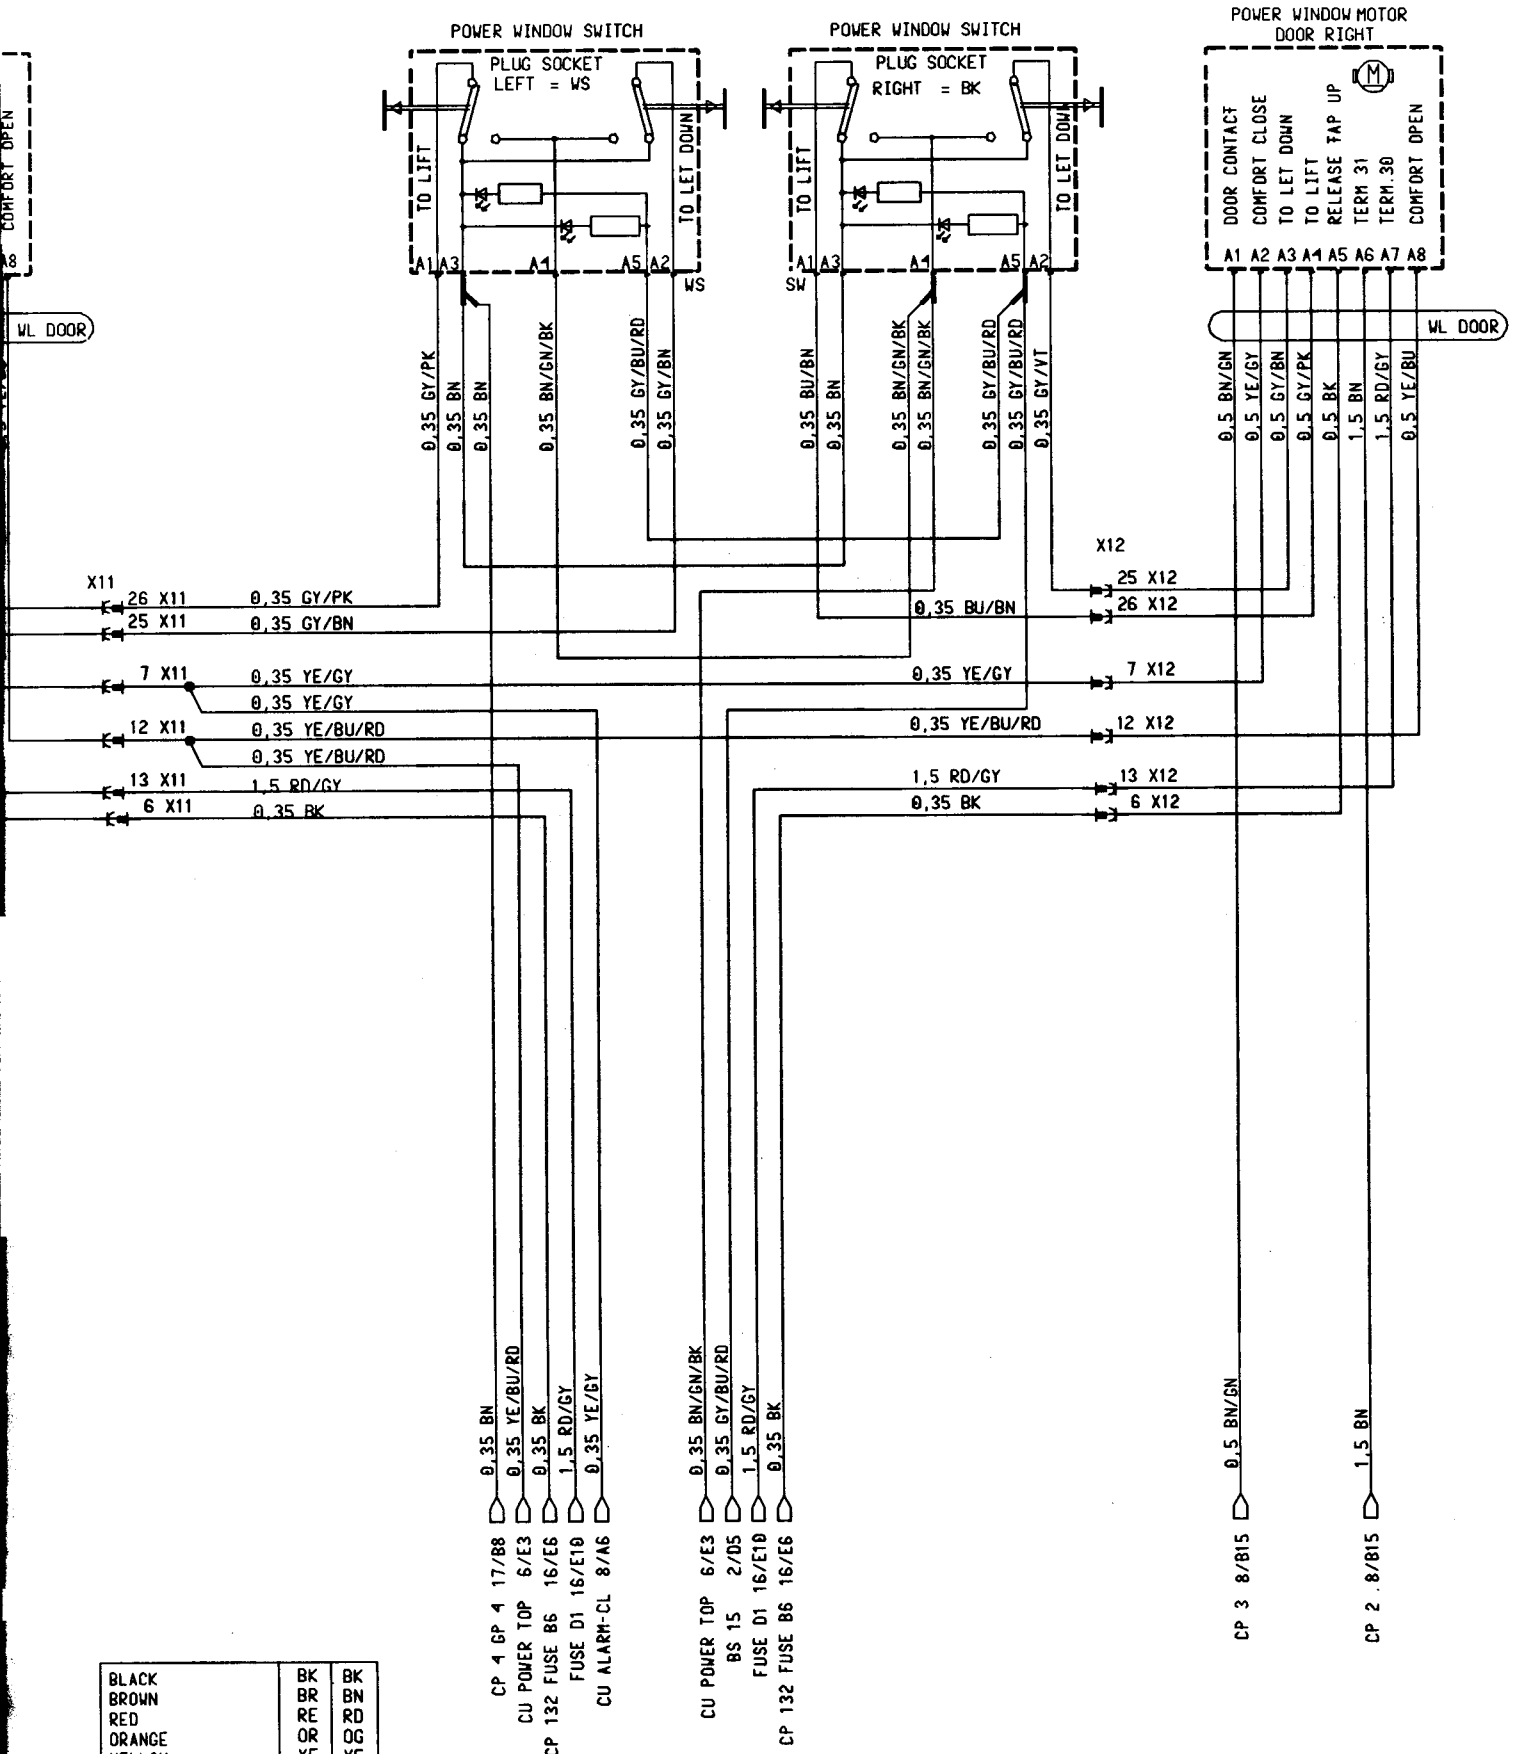 POWER WINDOW SWITCH
PLUG SOCKET
LEFT = WS
TO LIFT
TO LET DOWN
A1 A3 A4 A5 A2
WS
POWER WINDOW SWITCH
PLUG SOCKET
RIGHT = BK
TO LIFT
TO LET DOWN
A1 A3 A4 A5 A2
SW
POWER WINDOW MOTOR
DOOR RIGHT
M
DOOR CONTACT
COMFORT CLOSE
TO LET DOWN
TO LIFT
RELEASE TAP UP
TERM 31
TERM.30
COMFORT OPEN
A1 A2 A3 A4 A5 A6 A7 A8
WL DOOR
COMFORT OPEN
A8
WL DOOR
0,35 GY/PK
0,35 BN
0,35 BN
0,35 BN/GN/BK
0,35 GY/BU/RD
0,35 GY/BN
0,35 BU/BN
0,35 BN
0,35 BN/GN/BK
0,35 BN/GN/BK
0,35 GY/BU/RD
0,35 GY/BU/RD
0,35 GY/VT
0,5 BN/GN
0,5 YE/GY
0,5 GY/BN
0,5 GY/PK
0,5 BK
1,5 BN
1,5 RD/GY
0,5 YE/BU
X11
26 X11 0,35 GY/PK
25 X11 0,35 GY/BN
7 X11 0,35 YE/GY
0,35 YE/GY
12 X11 0,35 YE/BU/RD
0,35 YE/BU/RD
13 X11 1,5 RD/GY
6 X11 0,35 BK
X12
25 X12
0,35 BU/BN 26 X12
0,35 YE/GY 7 X12
0,35 YE/BU/RD 12 X12
1,5 RD/GY 13 X12
0,35 BK 6 X12
0,35 BN
0,35 YE/BU/RD
0,35 BK
1,5 RD/GY
0,35 YE/GY
0,35 BN/GN/BK
0,35 GY/BU/RD
1,5 RD/GY
0,35 BK
0,5 BN/GN
1,5 BN
CP 4 GP 4 17/B8
CU POWER TOP 6/E3
CP 132 FUSE B6 16/E6
FUSE D1 16/E10
CU ALARM-CL 8/A6
CU POWER TOP 6/E3
BS 15 2/D5
FUSE D1 16/E10
CP 132 FUSE B6 16/E6
CP 3 8/B15
CP 2 .8/B15
BLACK BK BK
BROWN BR BN
RED RE RD
ORANGE OR OG